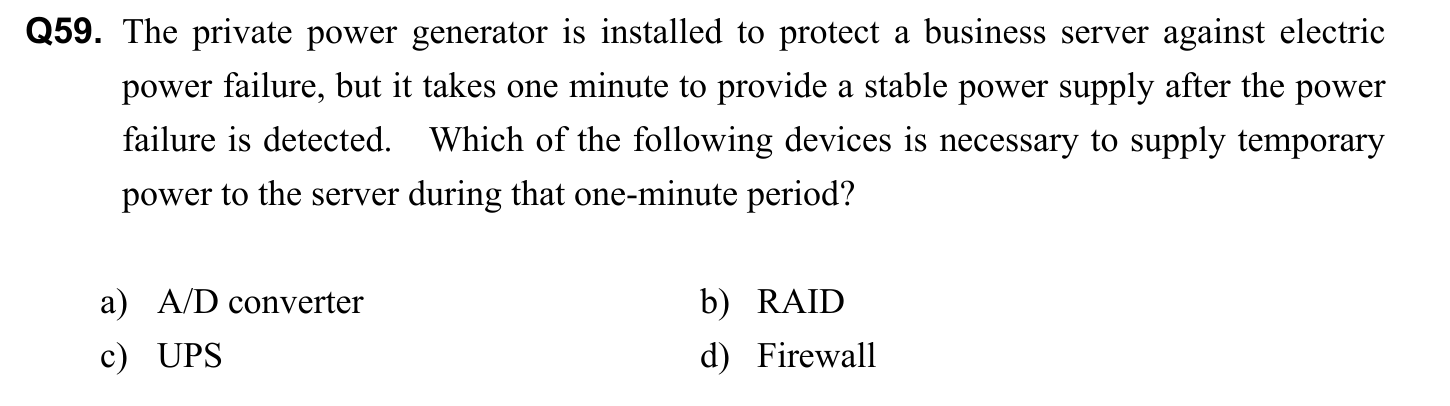 Q59. The private power generator is installed to protect a business server against electric
power failure, but it takes one minute to provide a stable power supply after the power
failure is detected. Which of the following devices is necessary to supply temporary
power to the server during that one-minute period?
a) A/D converter b) RAID
c) UPS d) Firewall